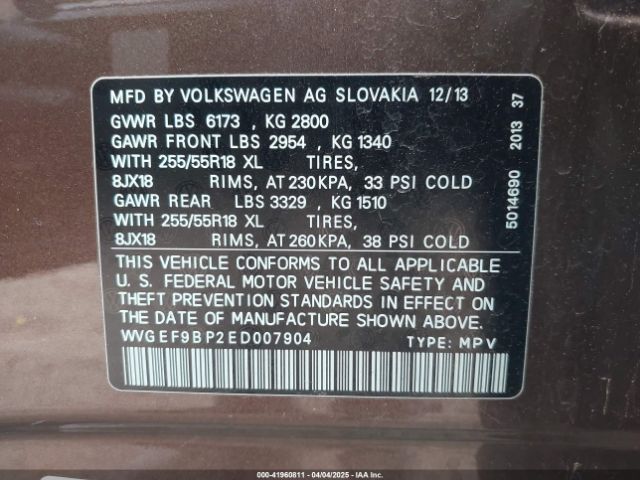 MFD BY VOLKSWAGEN AG SLOVAKIA 12/13
GVWR LBS 6173 , KG 2800
GAWR FRONT LBS 2954 , KG 1340
WITH 255/55R18 XL TIRES,
8JX18 RIMS, AT 230 KPA, 33 PSI COLD
GAWR REAR LBS 3329 , KG 1510
WITH 255/55R18 XL TIRES,
8JX18 RIMS, AT 260 KPA, 38 PSI COLD
THIS VEHICLE CONFORMS TO ALL APPLICABLE
U. S. FEDERAL MOTOR VEHICLE SAFETY AND
THEFT PREVENTION STANDARDS IN EFFECT ON
THE DATE OF MANUFACTURE SHOWN ABOVE.
WVGEF9BP2ED007904 TYPE: MPV
5014690 2013 37
000-41960811 - 04/04/2025 - IAAI.COM